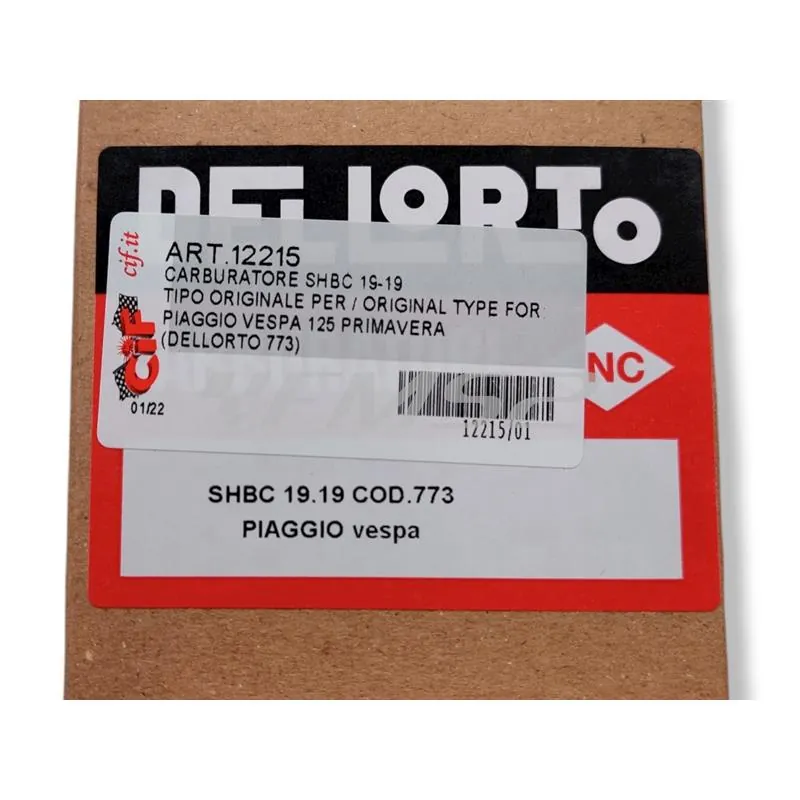 DELLORTO
cif.it
ART.12215
CARBURATORE SHBC 19-19
TIPO ORIGINALE PER / ORIGINAL TYPE FOR:
PIAGGIO VESPA 125 PRIMAVERA
(DELLORTO 773)
CIF
01/22
NC
12215/01
SHBC 19.19 COD.773
PIAGGIO vespa